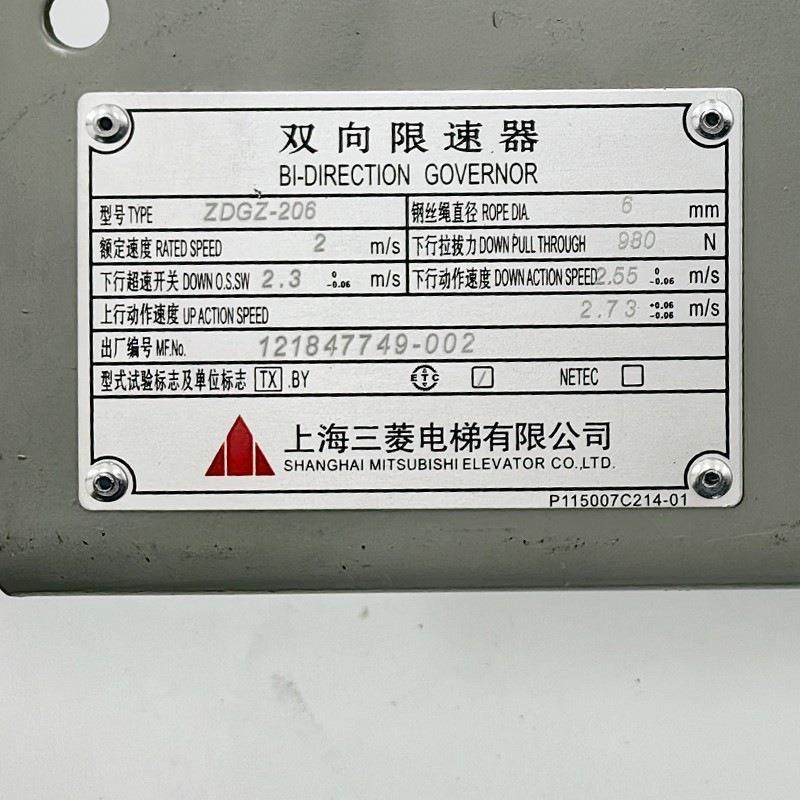 双向限速器
BI-DIRECTION GOVERNOR
型号 TYPE ZDGZ-206 钢丝绳直径 ROPE DIA. 6 mm
额定速度 RATED SPEED 2 m/s 下行拉拔力 DOWN PULL THROUGH 980 N
下行超速开关 DOWN O.S.SW 2.3 0 -0.06 m/s 下行动作速度 DOWN ACTION SPEED 2.55 0 -0.06 m/s
上行动作速度 UP ACTION SPEED 2.73 +0.06 -0.06 m/s
出厂编号 MF.No. 121847749-002
型式试验标志及单位标志 TX .BY ETC / NETEC
上海三菱电梯有限公司
SHANGHAI MITSUBISHI ELEVATOR CO.,LTD.
P115007C214-01